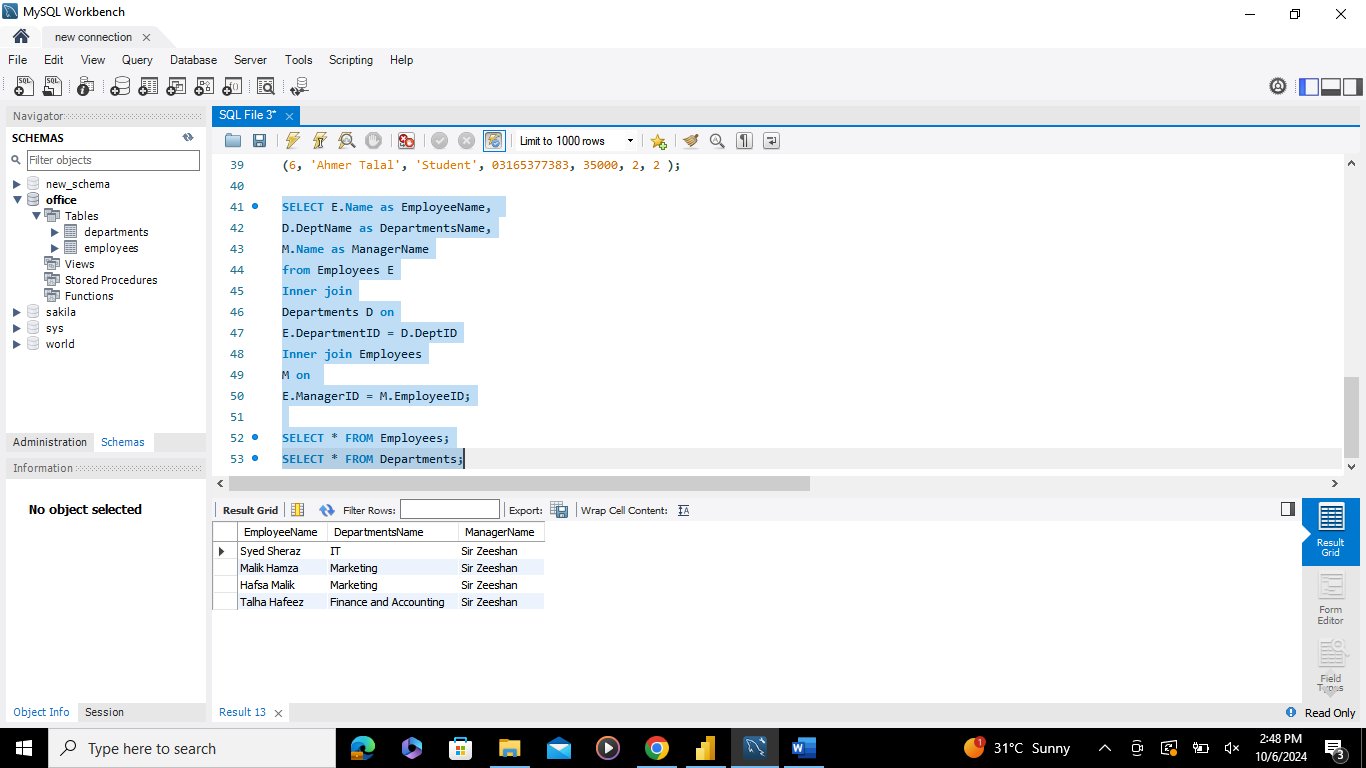 MySQL Workbench
new connection
File Edit View Query Database Server Tools Scripting Help
Navigator
SCHEMAS
Filter objects
new_schema
office
Tables
departments
employees
Views
Stored Procedures
Functions
sakila
sys
world
Administration Schemas
Information
No object selected
Object Info Session
SQL File 3*
Limit to 1000 rows
39 (6, 'Ahmer Talal', 'Student', 03165377383, 35000, 2, 2 );
40
41 SELECT E.Name as EmployeeName,
42 D.DeptName as DepartmentsName,
43 M.Name as ManagerName
44 from Employees E
45 Inner join
46 Departments D on
47 E.DepartmentID = D.DeptID
48 Inner join Employees
49 M on
50 E.ManagerID = M.EmployeeID;
51
52 SELECT * FROM Employees;
53 SELECT * FROM Departments;
Result Grid Filter Rows: Export: Wrap Cell Content:
EmployeeName DepartmentsName ManagerName
Syed Sheraz IT Sir Zeeshan
Malik Hamza Marketing Sir Zeeshan
Hafsa Malik Marketing Sir Zeeshan
Talha Hafeez Finance and Accounting Sir Zeeshan
Result
Grid
Form
Editor
Field
Types
Result 13
Read Only
Type here to search
1
31°C Sunny
2:48 PM
10/6/2024
3